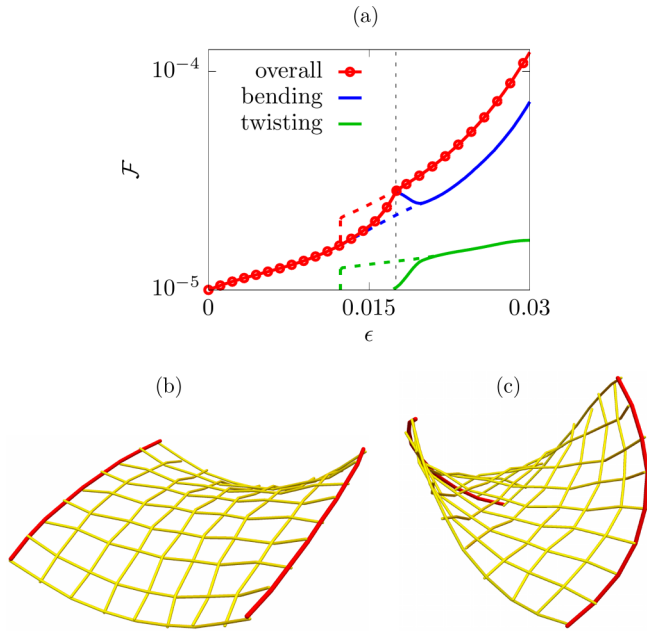 (a)
10⁻⁴
overall
bending
twisting
ℱ
10⁻⁵
0
0.015
0.03
ϵ
(b)
(c)